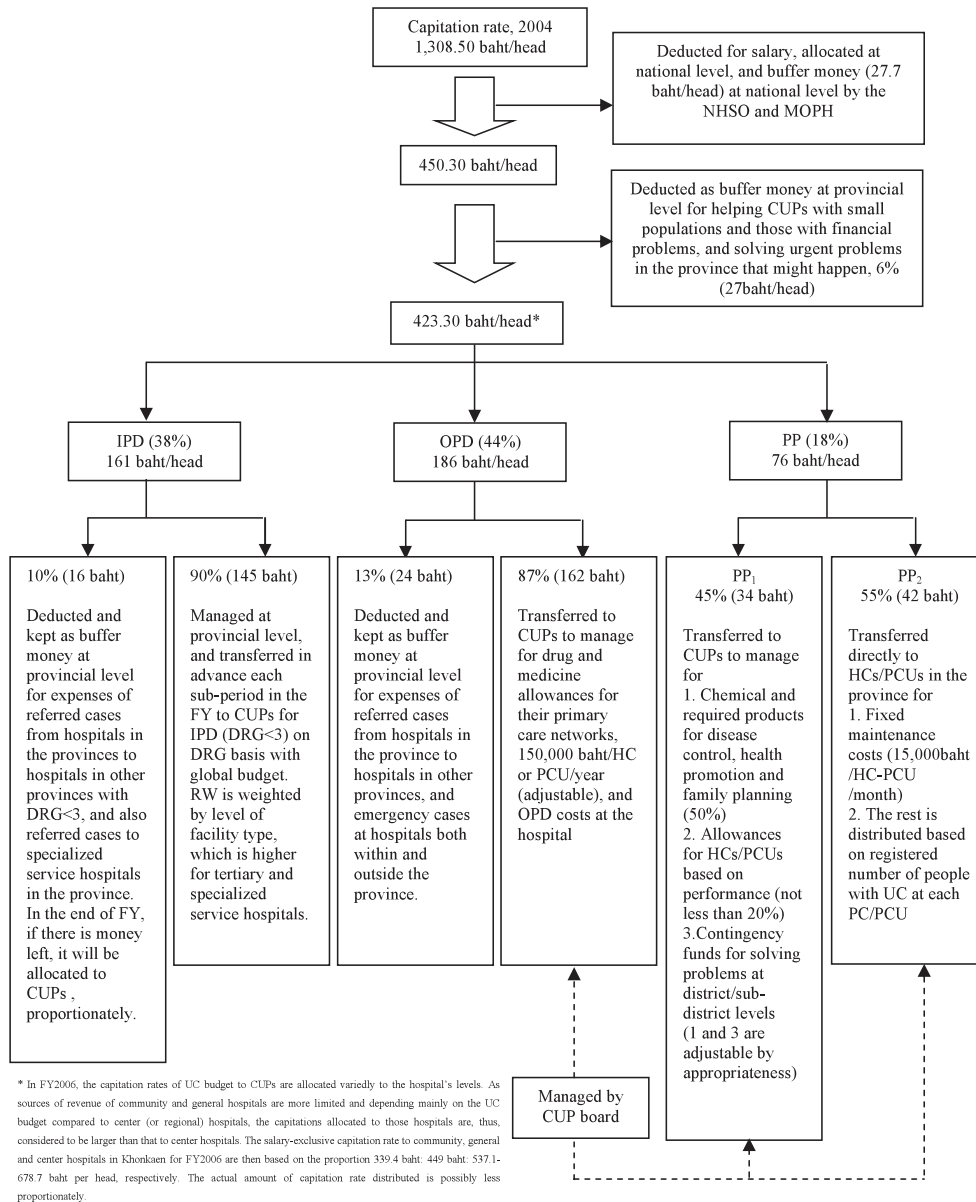 Capitation rate, 2004
1,308.50 baht/head
Deducted for salary, allocated at
national level, and buffer money (27.7
baht/head) at national level by the
NHSO and MOPH
450.30 baht/head
Deducted as buffer money at provincial
level for helping CUPs with small
populations and those with financial
problems, and solving urgent problems
in the province that might happen, 6%
(27baht/head)
423.30 baht/head*
IPD (38%)
161 baht/head
OPD (44%)
186 baht/head
PP (18%)
76 baht/head
10% (16 baht)
Deducted and
kept as buffer
money at
provincial level
for expenses of
referred cases
from hospitals in
the provinces to
hospitals in other
provinces with
DRG<3, and also
referred cases to
specialized
service hospitals
in the province.
In the end of FY,
if there is money
left, it will be
allocated to
CUPs ,
proportionately.
90% (145 baht)
Managed at
provincial level,
and transferred in
advance each
sub-period in the
FY to CUPs for
IPD (DRG<3) on
DRG basis with
global budget.
RW is weighted
by level of
facility type,
which is higher
for tertiary and
specialized
service hospitals.
13% (24 baht)
Deducted and
kept as buffer
money at
provincial level
for expenses of
referred cases
from hospitals in
the province to
hospitals in other
provinces, and
emergency cases
at hospitals both
within and
outside the
province.
87% (162 baht)
Transferred to
CUPs to manage
for drug and
medicine
allowances for
their primary
care networks,
150,000 baht/HC
or PCU/year
(adjustable), and
OPD costs at the
hospital
PP₁
45% (34 baht)
Transferred to
CUPs to manage
for
1. Chemical and
required products
for disease
control, health
promotion and
family planning
(50%)
2. Allowances
for HCs/PCUs
based on
performance (not
less than 20%)
3.Contingency
funds for solving
problems at
district/sub-
district levels
(1 and 3 are
adjustable by
appropriateness)
PP₂
55% (42 baht)
Transferred
directly to
HCs/PCUs in the
province for
1. Fixed
maintenance
costs (15,000baht
/HC-PCU
/month)
2. The rest is
distributed based
on registered
number of people
with UC at each
PC/PCU
Managed by
CUP board
* In FY2006, the capitation rates of UC budget to CUPs are allocated variedly to the hospital's levels. As
sources of revenue of community and general hospitals are more limited and depending mainly on the UC
budget compared to center (or regional) hospitals, the capitations allocated to those hospitals are, thus,
considered to be larger than that to center hospitals. The salary-exclusive capitation rate to community, general
and center hospitals in Khonkaen for FY2006 are then based on the proportion 339.4 baht: 449 baht: 537.1-
678.7 baht per head, respectively. The actual amount of capitation rate distributed is possibly less
proportionately.